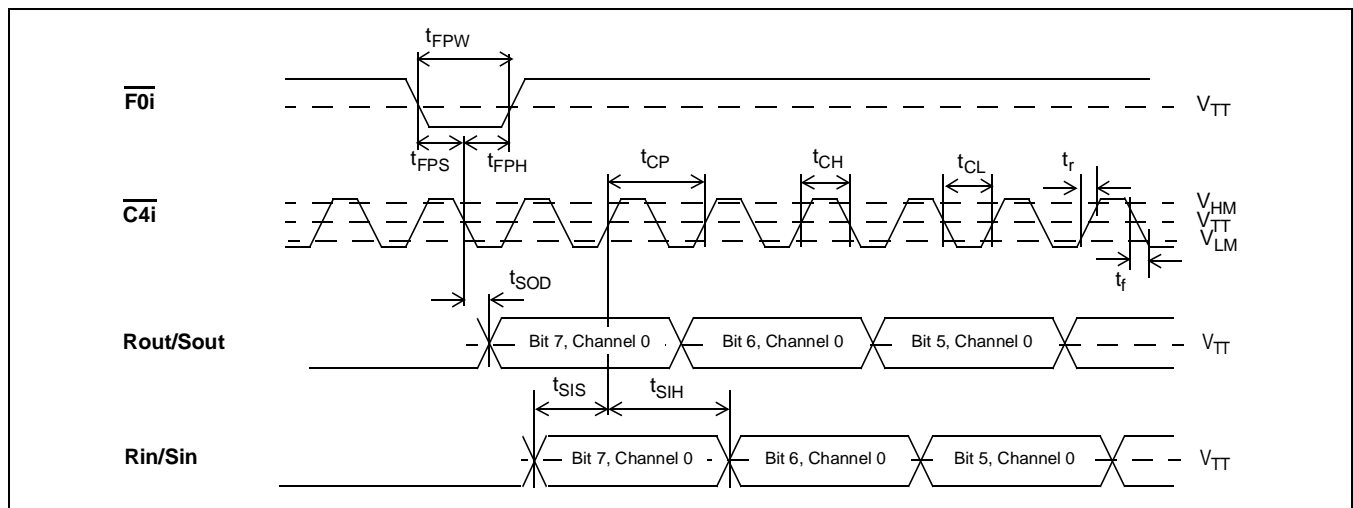 tFPW
F0i
VTT
tFPS
tFPH
tCP
tCH
tCL
tr
C4i
VHM
VTT
VLM
tf
tSOD
Rout/Sout
Bit 7, Channel 0
Bit 6, Channel 0
Bit 5, Channel 0
VTT
tSIS
tSIH
Rin/Sin
Bit 7, Channel 0
Bit 6, Channel 0
Bit 5, Channel 0
VTT